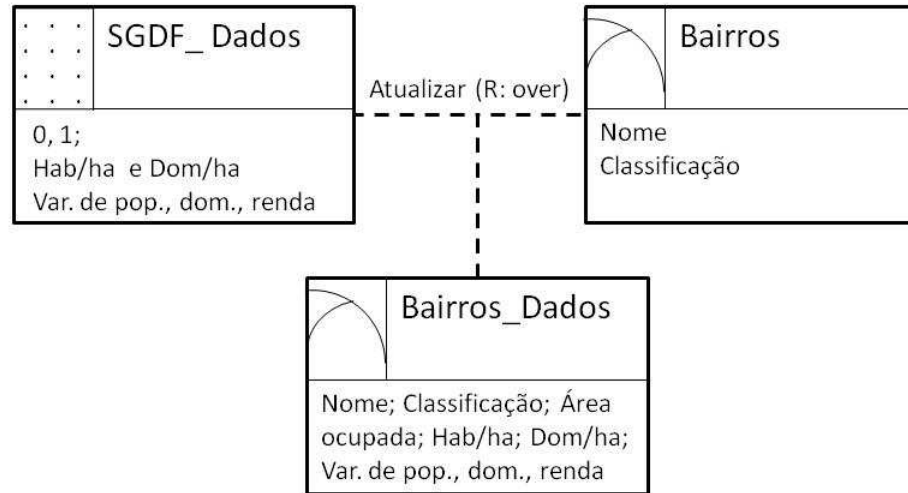 SGDF_ Dados
0, 1;
Hab/ha e Dom/ha
Var. de pop., dom., renda
Atualizar (R: over)
Bairros
Nome
Classificação
Bairros_Dados
Nome; Classificação; Área
ocupada; Hab/ha; Dom/ha;
Var. de pop., dom., renda